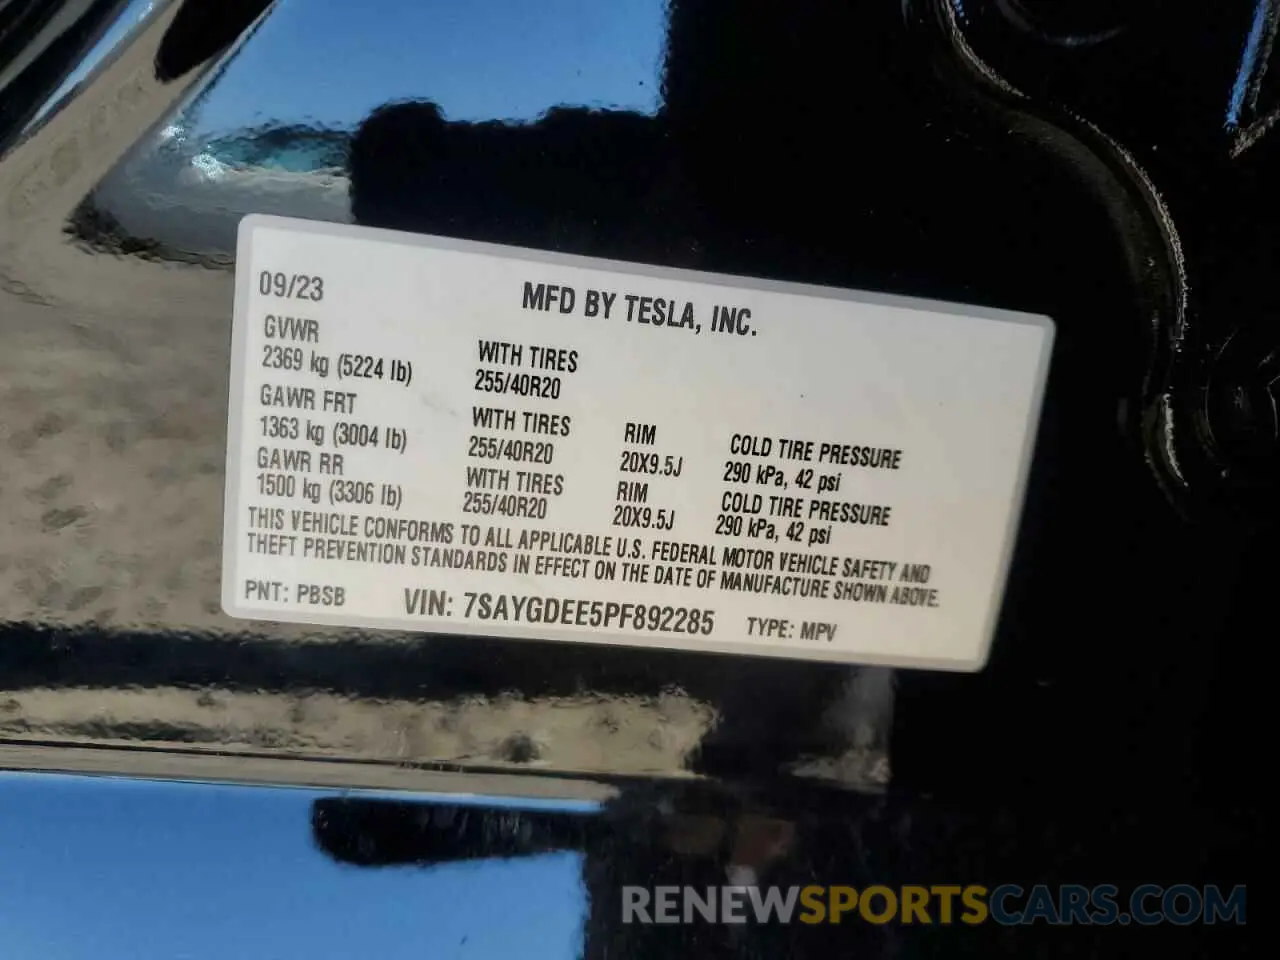 09/23
MFD BY TESLA, INC.
GVWR
2369 kg (5224 lb)
WITH TIRES
255/40R20
GAWR FRT
1363 kg (3004 lb)
WITH TIRES
255/40R20
RIM
20X9.5J
COLD TIRE PRESSURE
290 kPa, 42 psi
GAWR RR
1500 kg (3306 lb)
WITH TIRES
255/40R20
RIM
20X9.5J
COLD TIRE PRESSURE
290 kPa, 42 psi
THIS VEHICLE CONFORMS TO ALL APPLICABLE U.S. FEDERAL MOTOR VEHICLE SAFETY AND
THEFT PREVENTION STANDARDS IN EFFECT ON THE DATE OF MANUFACTURE SHOWN ABOVE.
PNT: PBSB VIN: 7SAYGDEE5PF892285 TYPE: MPV
RENEWSPORTSCARS.COM